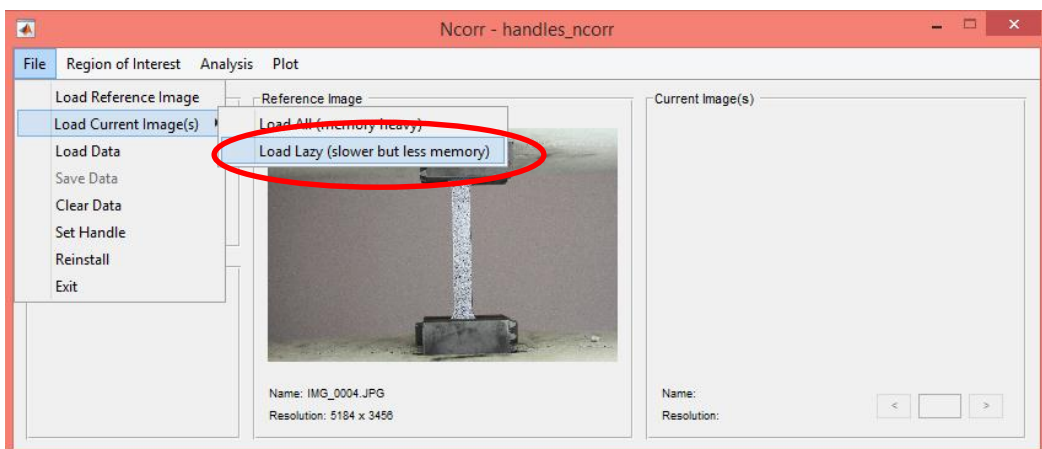 Ncorr - handles_ncorr
File Region of Interest Analysis Plot
Load Reference Image
Load Current Image(s)
Load Data
Save Data
Clear Data
Set Handle
Reinstall
Exit
Load All (memory heavy)
Load Lazy (slower but less memory)
Reference Image
Name: IMG_0004.JPG
Resolution: 5184 x 3456
Current Image(s)
Name:
Resolution:
< >